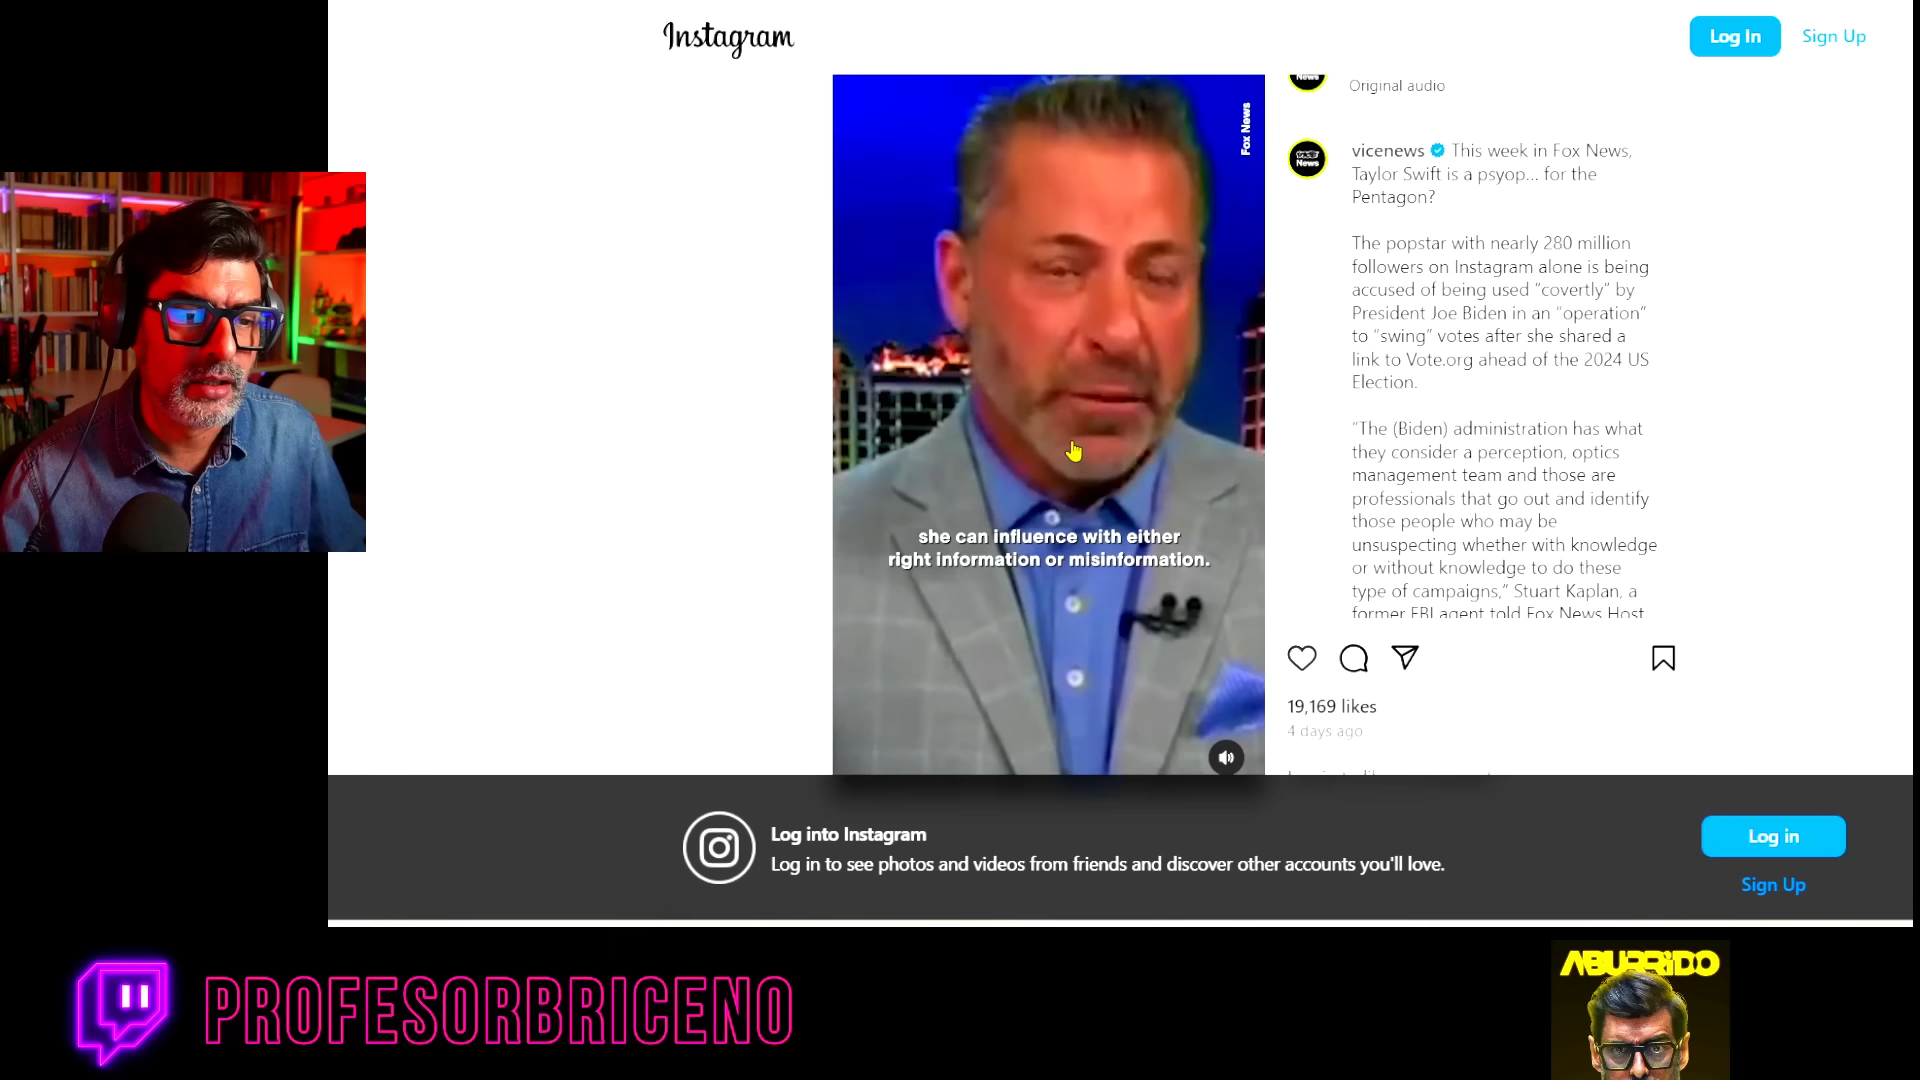 Instagram
Log In
Sign Up
Fox News
News
Original audio
vicenews This week in Fox News,
Taylor Swift is a psyop... for the
Pentagon?
The popstar with nearly 280 million
followers on Instagram alone is being
accused of being used “covertly” by
President Joe Biden in an “operation”
to “swing” votes after she shared a
link to Vote.org ahead of the 2024 US
Election.
“The (Biden) administration has what
they consider a perception, optics
management team and those are
professionals that go out and identify
those people who may be
unsuspecting whether with knowledge
or without knowledge to do these
type of campaigns,” Stuart Kaplan, a
former FBI agent told Fox News Host
VICE
News
she can influence with either
right information or misinformation.
19,169 likes
4 days ago
Log into Instagram
Log in to see photos and videos from friends and discover other accounts you'll love.
Log in
Sign Up
PROFESORBRICENO
ABURRIDO